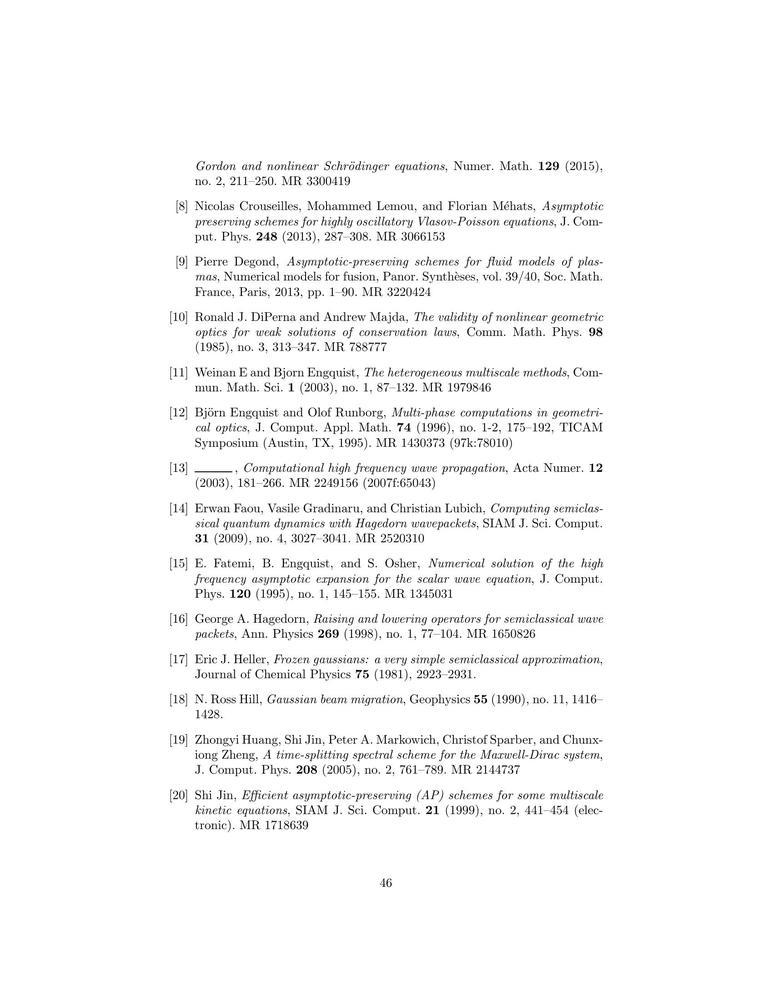 Gordon and nonlinear Schrödinger equations, Numer. Math. 129 (2015),
no. 2, 211–250. MR 3300419
[8] Nicolas Crouseilles, Mohammed Lemou, and Florian Méhats, Asymptotic
preserving schemes for highly oscillatory Vlasov-Poisson equations, J. Com-
put. Phys. 248 (2013), 287–308. MR 3066153
[9] Pierre Degond, Asymptotic-preserving schemes for fluid models of plas-
mas, Numerical models for fusion, Panor. Synthèses, vol. 39/40, Soc. Math.
France, Paris, 2013, pp. 1–90. MR 3220424
[10] Ronald J. DiPerna and Andrew Majda, The validity of nonlinear geometric
optics for weak solutions of conservation laws, Comm. Math. Phys. 98
(1985), no. 3, 313–347. MR 788777
[11] Weinan E and Bjorn Engquist, The heterogeneous multiscale methods, Com-
mun. Math. Sci. 1 (2003), no. 1, 87–132. MR 1979846
[12] Björn Engquist and Olof Runborg, Multi-phase computations in geometri-
cal optics, J. Comput. Appl. Math. 74 (1996), no. 1-2, 175–192, TICAM
Symposium (Austin, TX, 1995). MR 1430373 (97k:78010)
[13] _____ , Computational high frequency wave propagation, Acta Numer. 12
(2003), 181–266. MR 2249156 (2007f:65043)
[14] Erwan Faou, Vasile Gradinaru, and Christian Lubich, Computing semiclas-
sical quantum dynamics with Hagedorn wavepackets, SIAM J. Sci. Comput.
31 (2009), no. 4, 3027–3041. MR 2520310
[15] E. Fatemi, B. Engquist, and S. Osher, Numerical solution of the high
frequency asymptotic expansion for the scalar wave equation, J. Comput.
Phys. 120 (1995), no. 1, 145–155. MR 1345031
[16] George A. Hagedorn, Raising and lowering operators for semiclassical wave
packets, Ann. Physics 269 (1998), no. 1, 77–104. MR 1650826
[17] Eric J. Heller, Frozen gaussians: a very simple semiclassical approximation,
Journal of Chemical Physics 75 (1981), 2923–2931.
[18] N. Ross Hill, Gaussian beam migration, Geophysics 55 (1990), no. 11, 1416–
1428.
[19] Zhongyi Huang, Shi Jin, Peter A. Markowich, Christof Sparber, and Chunx-
iong Zheng, A time-splitting spectral scheme for the Maxwell-Dirac system,
J. Comput. Phys. 208 (2005), no. 2, 761–789. MR 2144737
[20] Shi Jin, Efficient asymptotic-preserving (AP) schemes for some multiscale
kinetic equations, SIAM J. Sci. Comput. 21 (1999), no. 2, 441–454 (elec-
tronic). MR 1718639
46